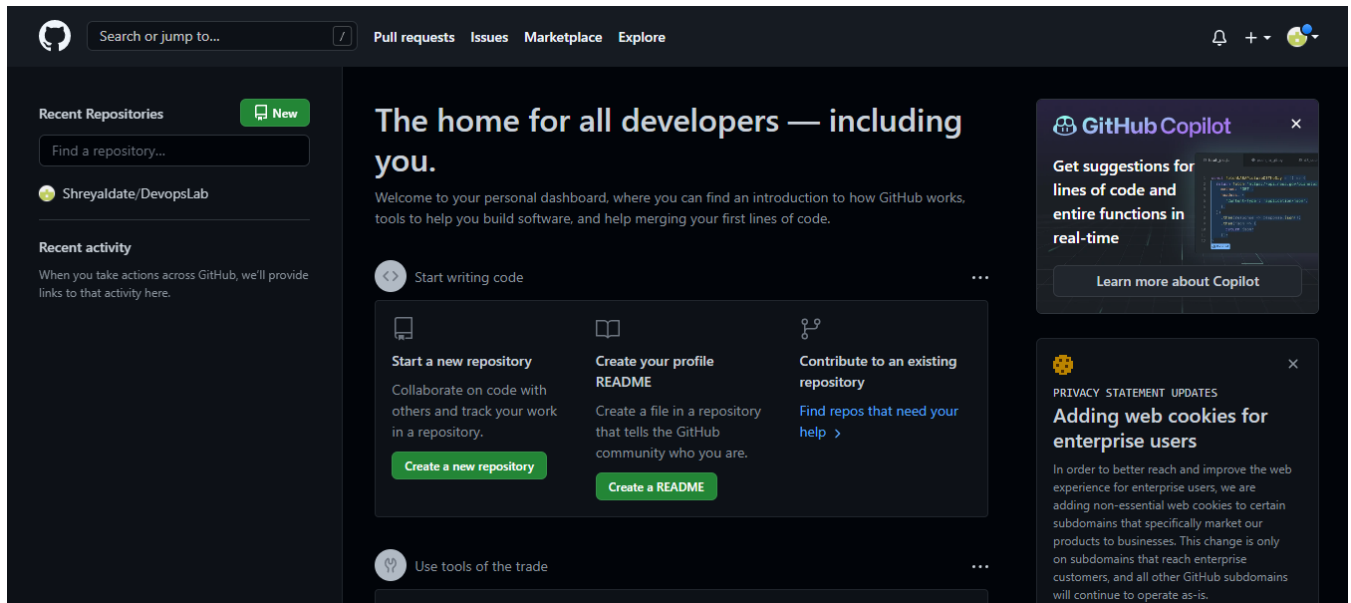 Search or jump to... /
Pull requests Issues Marketplace Explore
Recent Repositories
New
Find a repository...
Shreyaldate/DevopsLab
Recent activity
When you take actions across GitHub, we'll provide
links to that activity here.
The home for all developers — including
you.
Welcome to your personal dashboard, where you can find an introduction to how GitHub works,
tools to help you build software, and help merging your first lines of code.
Start writing code
Start a new repository
Collaborate on code with
others and track your work
in a repository.
Create a new repository
Create your profile
README
Create a file in a repository
that tells the GitHub
community who you are.
Create a README
Contribute to an existing
repository
Find repos that need your
help
Use tools of the trade
GitHub Copilot
Get suggestions for
lines of code and
entire functions in
real-time
Learn more about Copilot
PRIVACY STATEMENT UPDATES
Adding web cookies for
enterprise users
In order to better reach and improve the web
experience for enterprise users, we are
adding non-essential web cookies to certain
subdomains that specifically market our
products to businesses. This change is only
on subdomains that reach enterprise
customers, and all other GitHub subdomains
will continue to operate as-is.